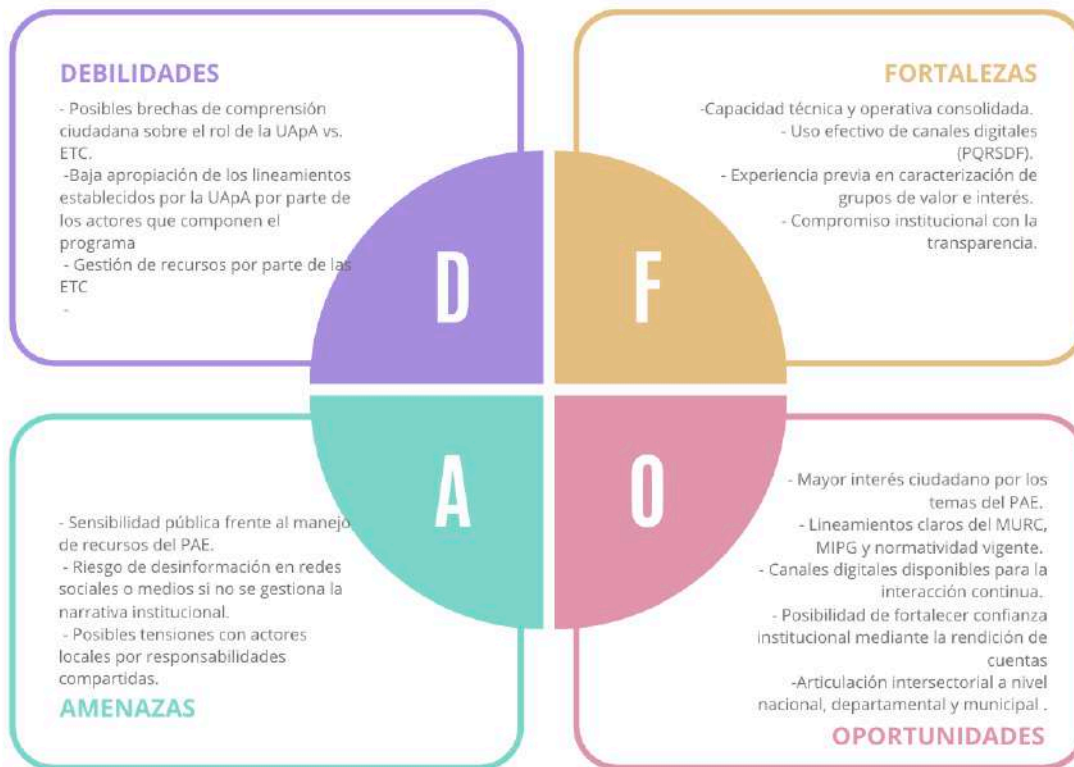 DEBILIDADES
- Posibles brechas de comprensión
ciudadana sobre el rol de la UApA vs.
ETC.
-Baja apropiación de los lineamientos
establecidos por la UApA por parte de
los actores que componen el
programa
- Gestión de recursos por parte de las
ETC
-
FORTALEZAS
-Capacidad técnica y operativa consolidada.
- Uso efectivo de canales digitales
(PQRSDF).
- Experiencia previa en caracterización de
grupos de valor e interés.
- Compromiso institucional con la
transparencia.
D
F
A
O
- Sensibilidad pública frente al manejo
de recursos del PAE.
- Riesgo de desinformación en redes
sociales o medios si no se gestiona la
narrativa institucional.
- Posibles tensiones con actores
locales por responsabilidades
compartidas.
AMENAZAS
- Mayor interés ciudadano por los
temas del PAE.
- Lineamientos claros del MURC,
MIPG y normatividad vigente.
- Canales digitales disponibles para la
interacción continua.
- Posibilidad de fortalecer confianza
institucional mediante la rendición de
cuentas
-Articulación intersectorial a nivel
nacional, departamental y municipal .
OPORTUNIDADES